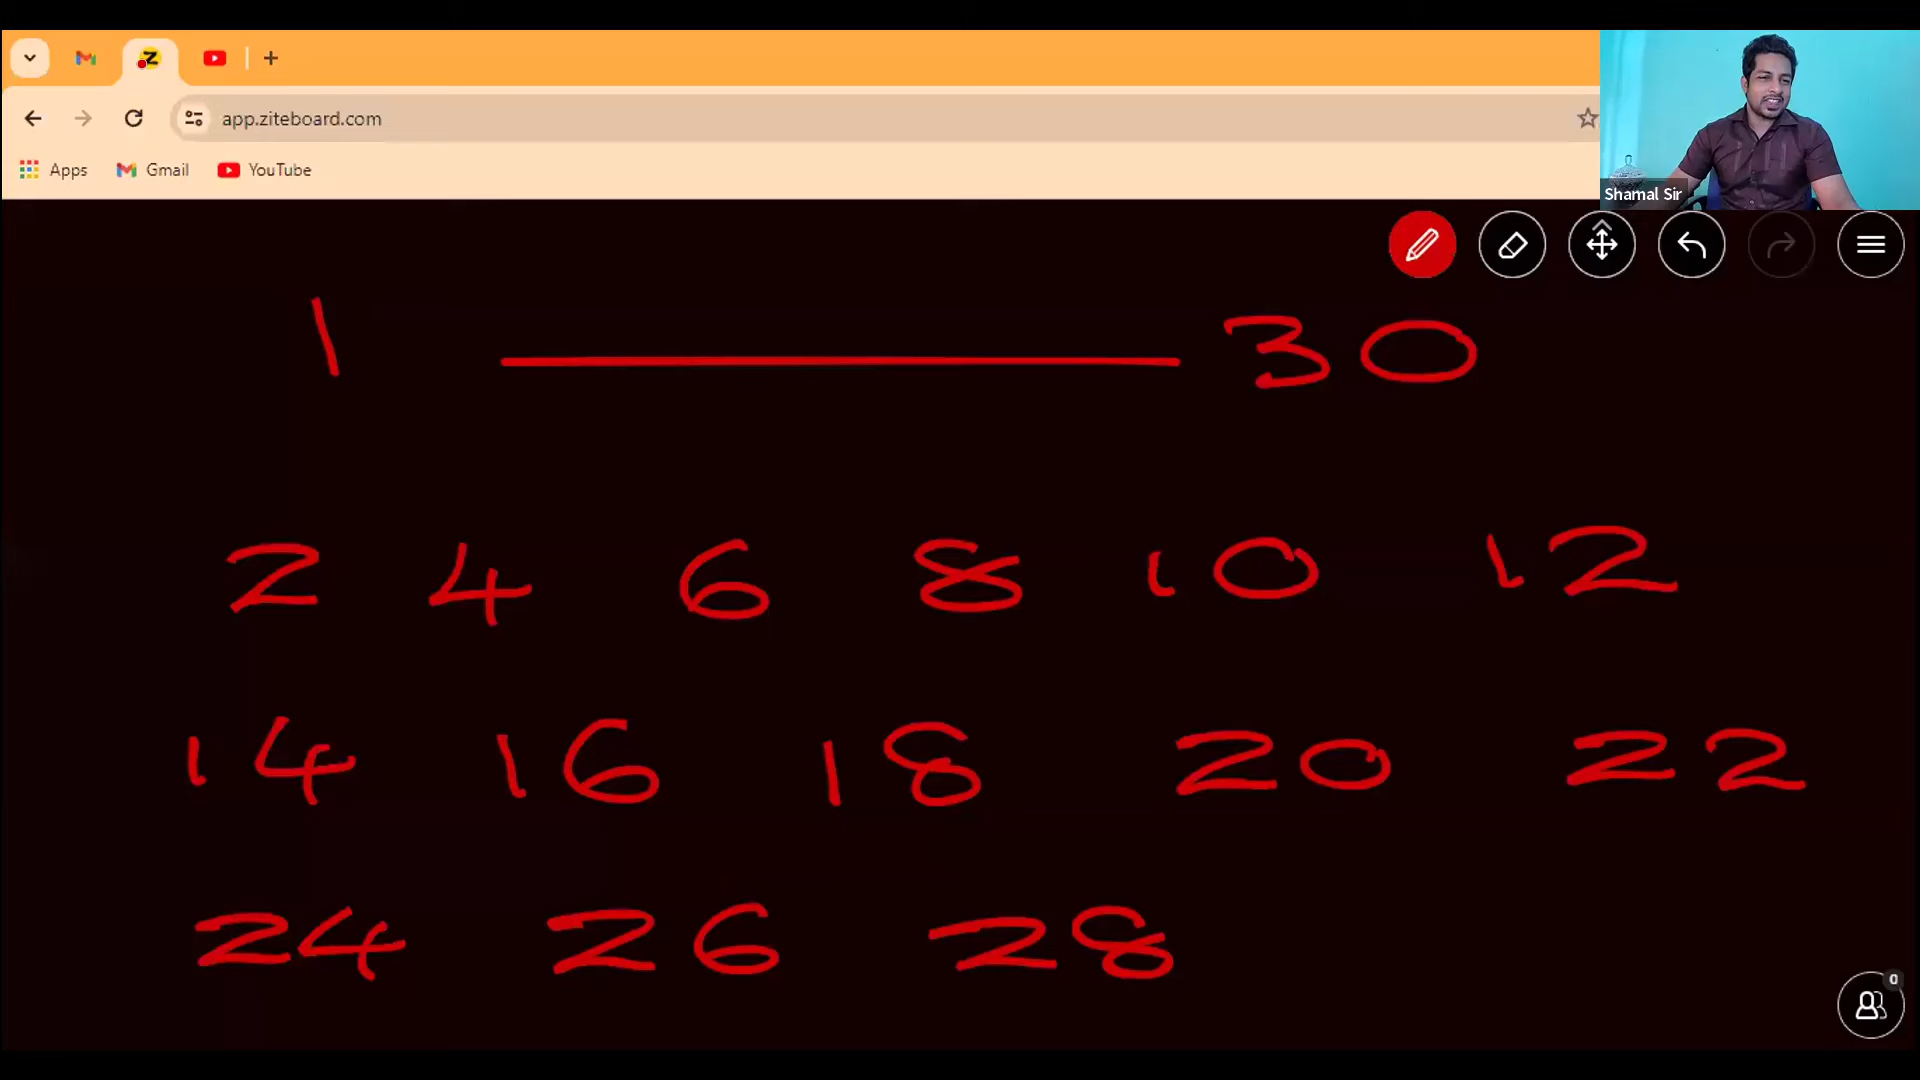 app.ziteboard.com
Apps Gmail YouTube
Shamal Sir
1 — 30
2 4 6 8 10 12
14 16 18 20 22
24 26 28
0